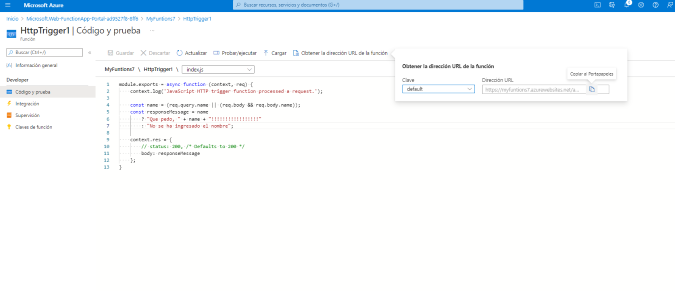 Microsoft Azure
Buscar recursos, servicios y documentos (G+/)
Inicio > Microsoft.Web-FunctionApp-Portal- > MyFuntions7 > HttpTrigger1
HttpTrigger1 | Código y prueba
Función
Buscar (Ctrl+/)
Guardar
Descartar
Actualizar
Probar/ejecutar
Cargar
Obtener la dirección URL de la función
Información general
Developer
Código y prueba
Integración
Supervisión
Claves de función
MyFuntions7 \ HttpTrigger1 \ index.js
Obtener la dirección URL de la función
Copiar al Portapapeles
Clave
Dirección URL
default
https://myfuntions7.azurewebsites.net/a...
1 module.exports = async function (context, req) {
2 context.log('JavaScript HTTP trigger function processed a request.');
3
4 const name = (req.query.name || (req.body && req.body.name));
5 const responseMessage = name
6 ? "Que pedo, " + name +
7 : "No se ha ingresado el nombre";
8
9 context.res = {
10 // status: 200, /* Defaults to 200 */
11 body: responseMessage
12 };
13 }